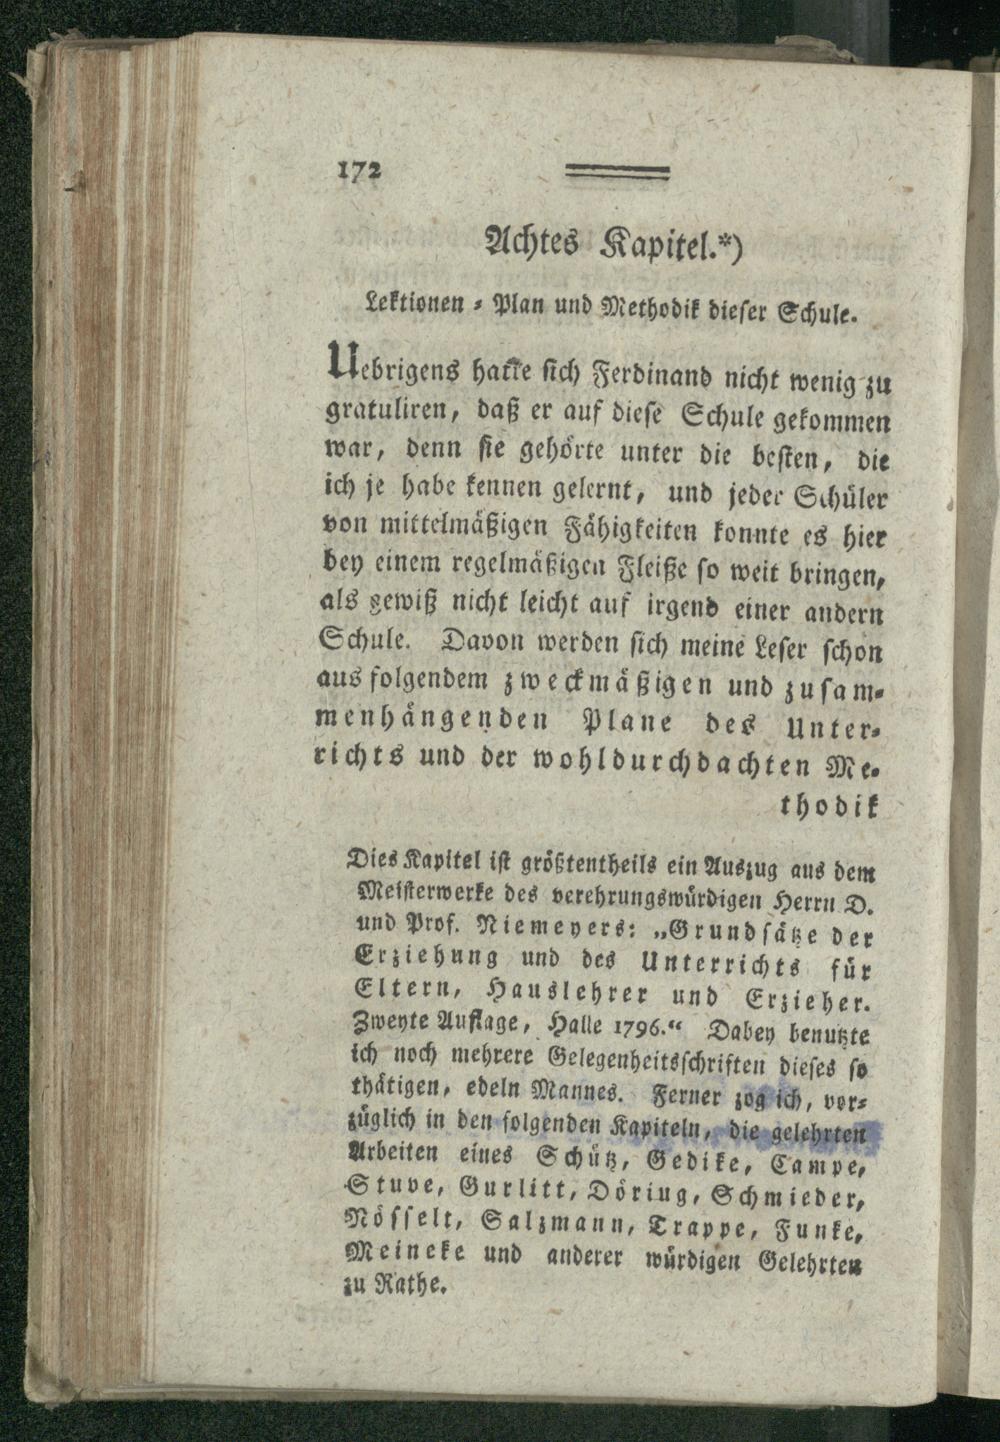 172
Achtes Kapitel.*)
Lektionen = Plan und Methodik dieser Schule.
Uebrigens hatte sich Ferdinand nicht wenig zu
gratuliren, daß er auf diese Schule gekommen
war, denn sie gehörte unter die besten, die
ich je habe kennen gelernt, und jeder Schüler
von mittelmäßigen Fähigkeiten konnte es hier
bey einem regelmäßigen Fleiße so weit bringen,
als gewiß nicht leicht auf irgend einer andern
Schule. Davon werden sich meine Leser schon
aus folgendem zweckmäßigen und zusam=
menhängenden Plane des Unter=
richts und der wohldurchdachten Me=
thodik
Dies Kapitel ist größtentheils ein Auszug aus dem
Meisterwerke des verehrungswürdigen Herrn D.
und Prof. Niemeyers: „Grundsätze der
Erziehung und des Unterrichts für
Eltern, Hauslehrer und Erzieher.
Zweyte Auflage, Halle 1796.“ Dabey benutzte
ich noch mehrere Gelegenheitsschriften dieses so
thätigen, edeln Mannes. Ferner zog ich, vor=
züglich in den folgenden Kapiteln, die gelehrten
Arbeiten eines Schütz, Gedike, Campe,
Stuve, Gurlitt, Döring, Schmieder,
Nösselt, Salzmann, Trappe, Funke,
Meineke und anderer würdigen Gelehrten
zu Rathe.